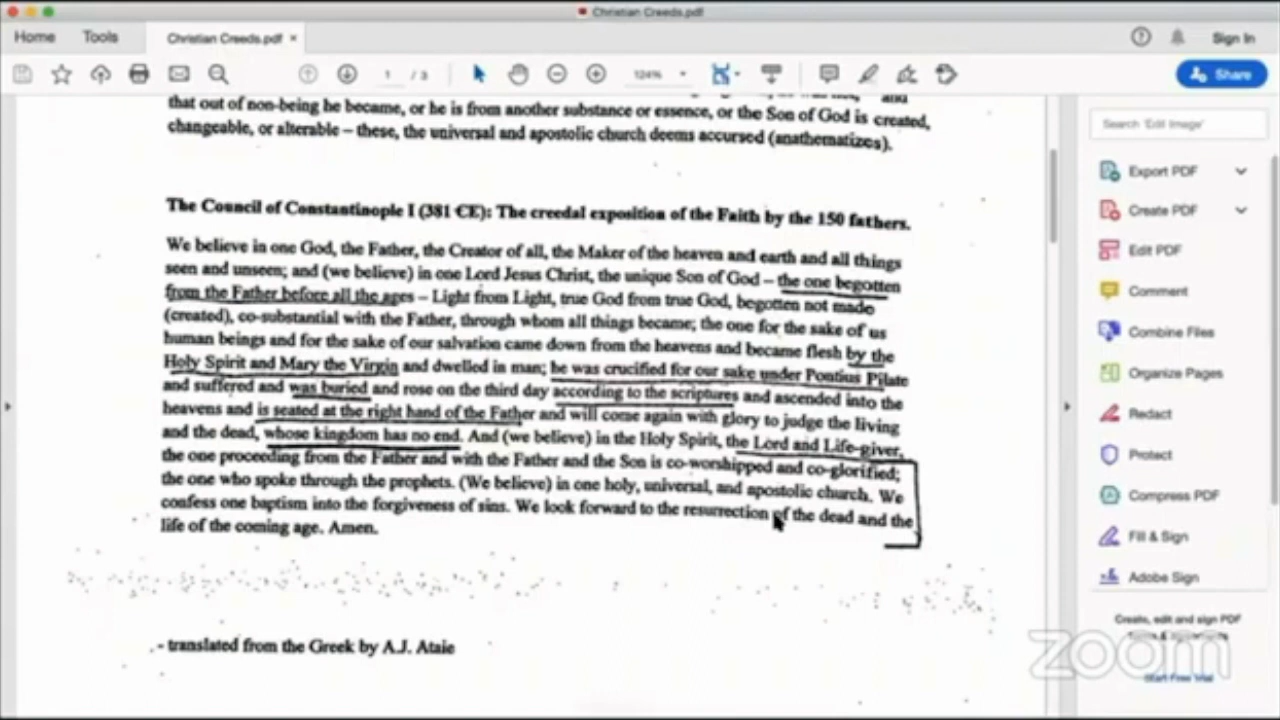 Christian Creeds.pdf
Home Tools Christian Creeds.pdf × Sign In
1 / 3 124% Share
that out of non-being he became, or he is from another substance or essence, or the Son of God is created,
changeable, or alterable – these, the universal and apostolic church deems accursed (anathematizes).
The Council of Constantinople I (381 CE): The creedal exposition of the Faith by the 150 fathers.
We believe in one God, the Father, the Creator of all, the Maker of the heaven and earth and all things
seen and unseen; and (we believe) in one Lord Jesus Christ, the unique Son of God – the one begotten
from the Father before all the ages – Light from Light, true God from true God, begotten not made
(created), co-substantial with the Father, through whom all things became; the one for the sake of us
human beings and for the sake of our salvation came down from the heavens and became flesh by the
Holy Spirit and Mary the Virgin and dwelled in man; he was crucified for our sake under Pontius Pilate
and suffered and was buried and rose on the third day according to the scriptures and ascended into the
heavens and is seated at the right hand of the Father and will come again with glory to judge the living
and the dead, whose kingdom has no end. And (we believe) in the Holy Spirit, the Lord and Life-giver,
the one proceeding from the Father and with the Father and the Son is co-worshipped and co-glorified;
the one who spoke through the prophets. (We believe) in one holy, universal, and apostolic church. We
confess one baptism into the forgiveness of sins. We look forward to the resurrection of the dead and the
life of the coming age. Amen.
- translated from the Greek by A.J. Ataie
Search 'Edit Image'
Export PDF
Create PDF
Edit PDF
Comment
Combine Files
Organize Pages
Redact
Protect
Compress PDF
Fill & Sign
Adobe Sign
Create, edit and sign PDF
zoom
Start Free Trial